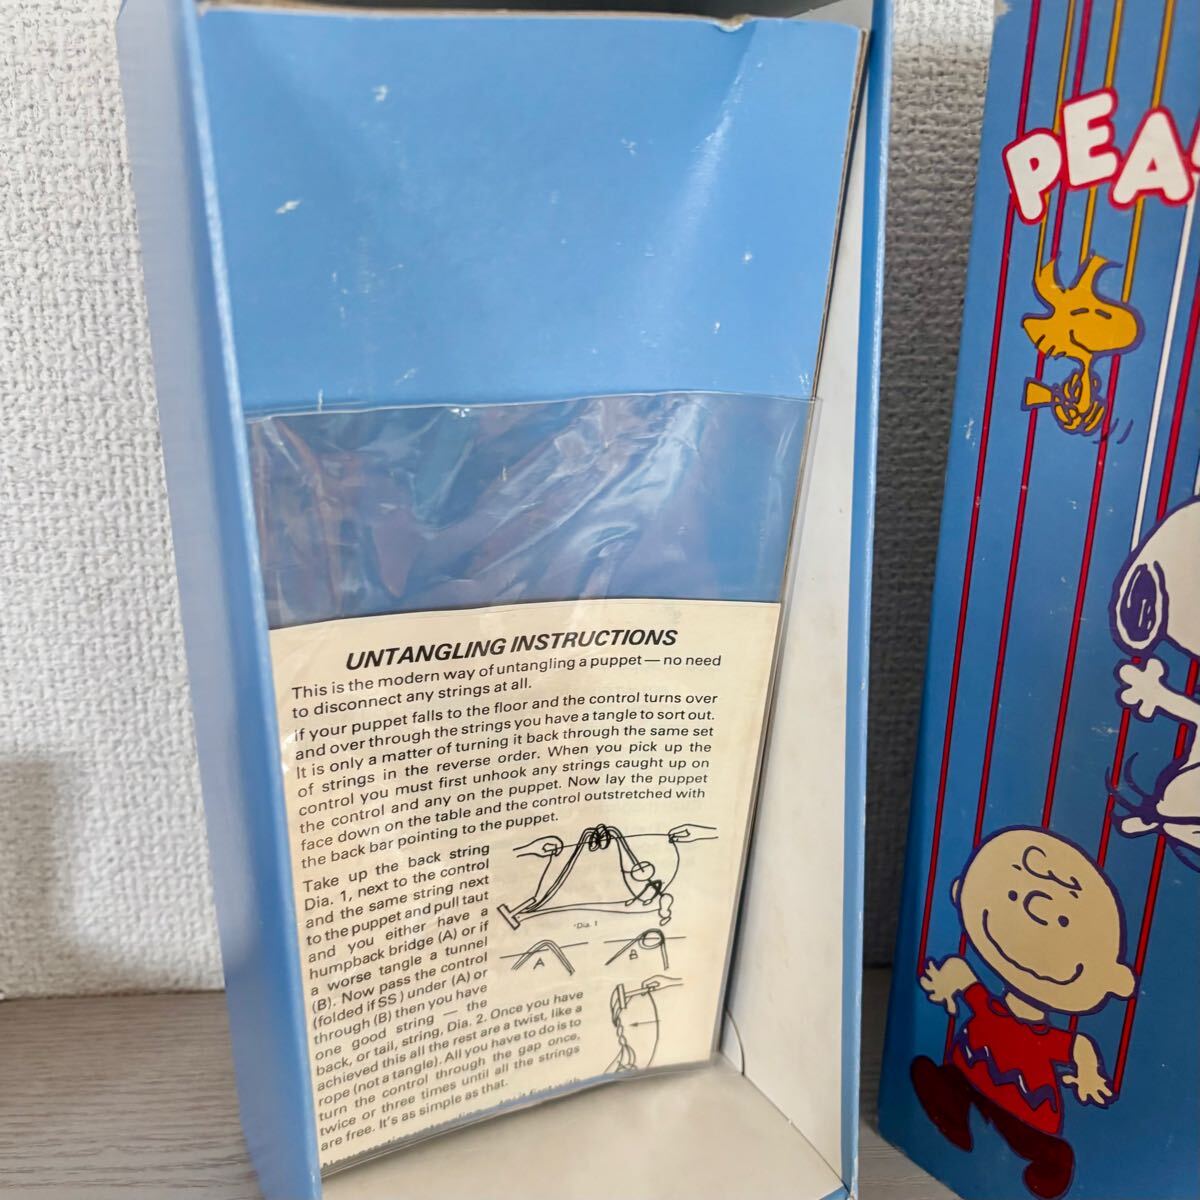 PEA
UNTANGLING INSTRUCTIONS
This is the modern way of untangling a puppet — no need
to disconnect any strings at all.
if your puppet falls to the floor and the control turns over
and over through the strings you have a tangle to sort out.
It is only a matter of turning it back through the same set
of strings in the reverse order. When you pick up the
control you must first unhook any strings caught up on
the control and any on the puppet. Now lay the puppet
face down on the table and the control outstretched with
the back bar pointing to the puppet.
Take up the back string
Dia. 1, next to the control
and the same string next
to the puppet and pull taut
and you either have a
humpback bridge (A) or if
a worse tangle a tunnel
(B). Now pass the control
(folded if SS) under (A) or
through (B) then you have
one good string — the
back, or tail, string, Dia. 2. Once you have
achieved this all the rest are a twist, like a
rope (not a tangle). All you have to do is to
turn the control through the gap once,
twice or three times until all the strings
are free. It's as simple as that.
Dia. 1
A
B